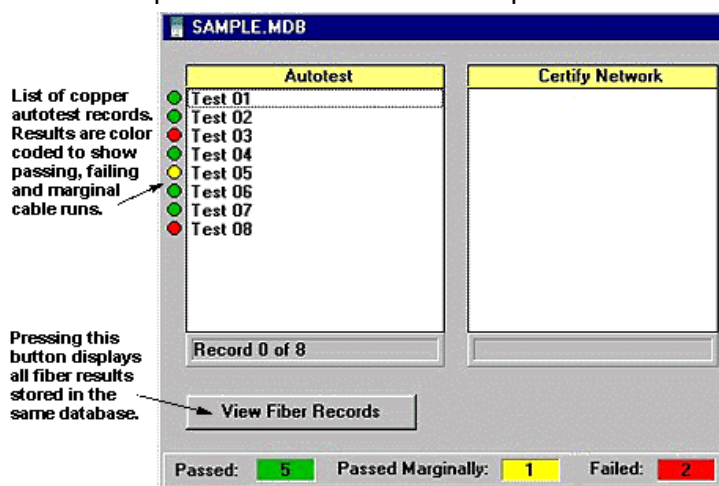 SAMPLE.MDB
Autotest
Certify Network
List of copper
autotest records.
Results are color
coded to show
passing, failing
and marginal
cable runs.
Test 01
Test 02
Test 03
Test 04
Test 05
Test 06
Test 07
Test 08
Record 0 of 8
Pressing this
button displays
all fiber results
stored in the
same database.
View Fiber Records
Passed: 5 Passed Marginally: 1 Failed: 2